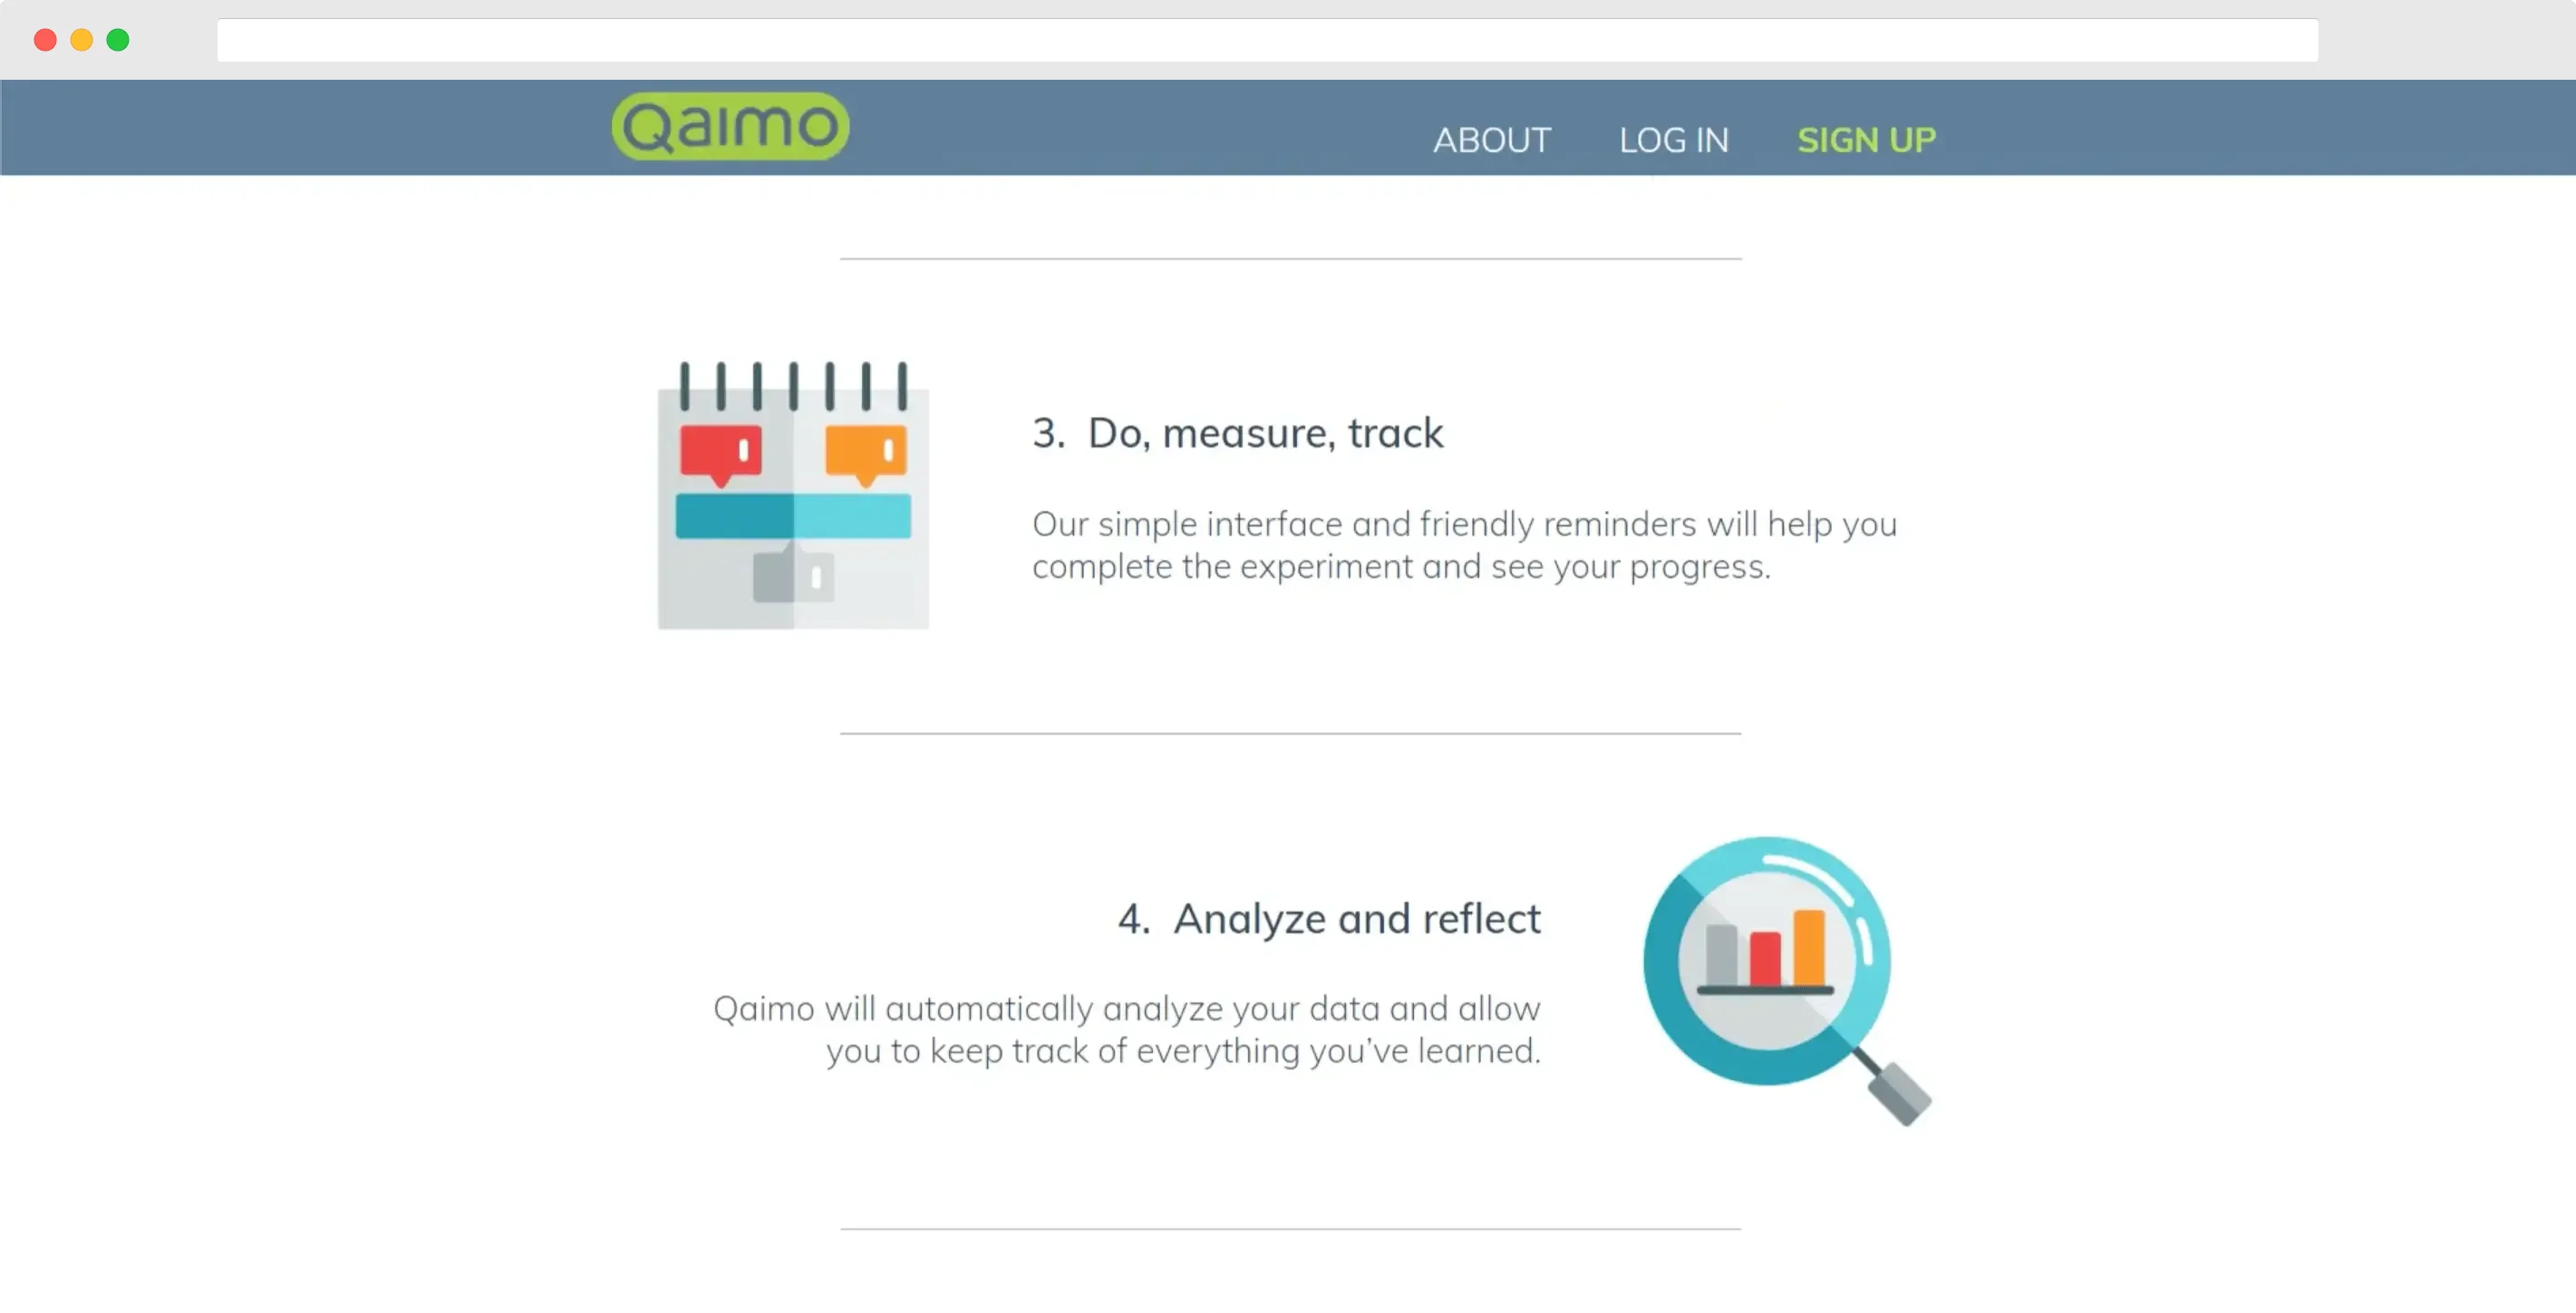 Qaimo
ABOUT LOG IN SIGN UP
3. Do, measure, track
Our simple interface and friendly reminders will help you
complete the experiment and see your progress.
4. Analyze and reflect
Qaimo will automatically analyze your data and allow
you to keep track of everything you’ve learned.